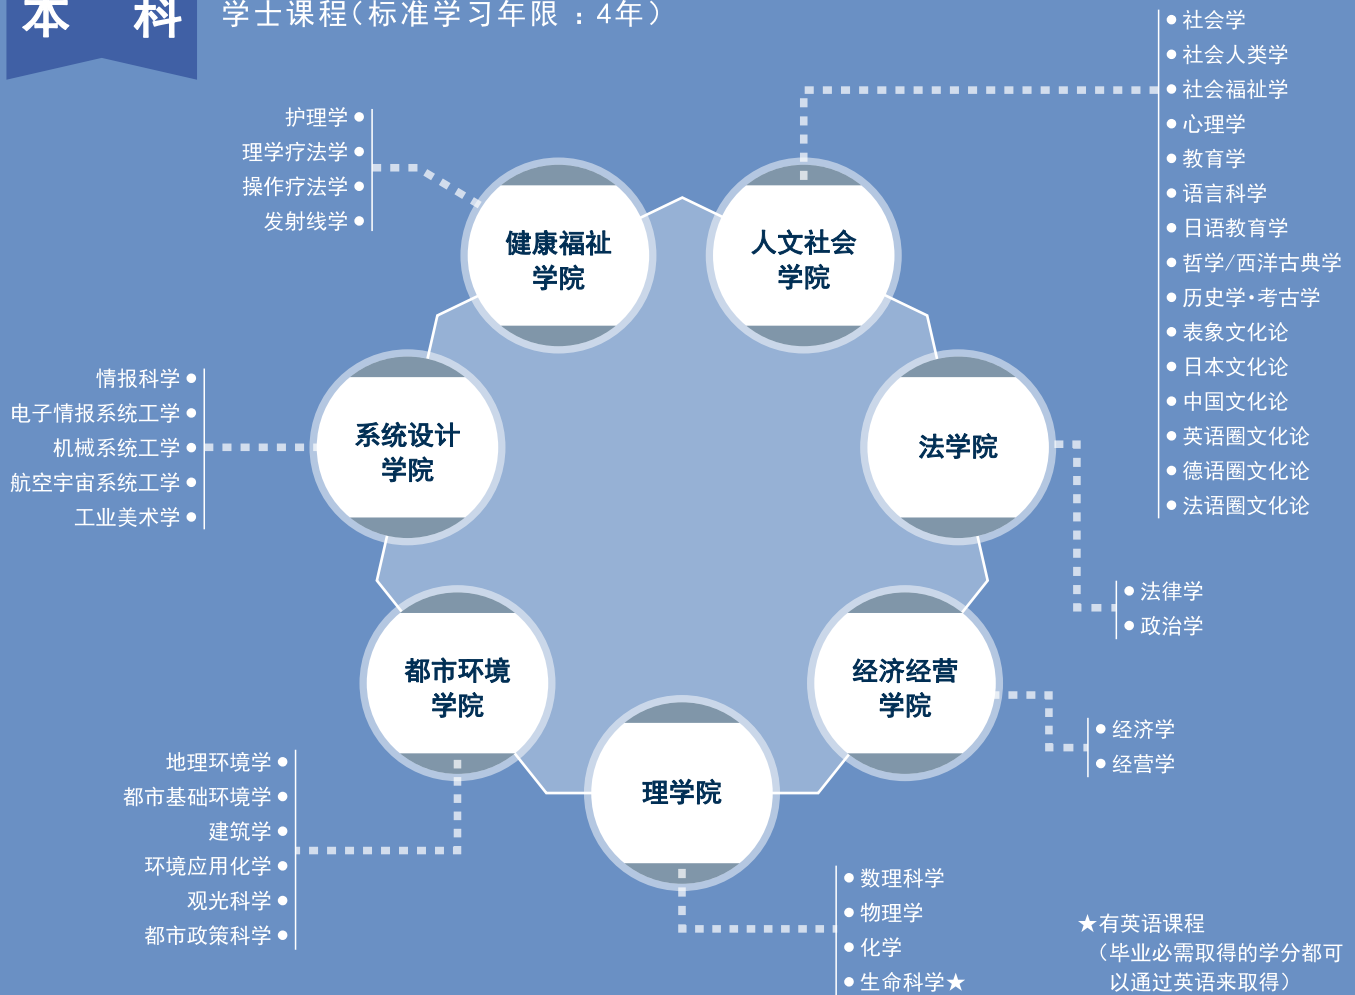 本 科
学士课程（标准学习年限 : 4年）
护理学 ●
理学疗法学 ●
操作疗法学 ●
发射线学 ●
健康福祉
学院
人文社会
学院
● 社会学
● 社会人类学
● 社会福祉学
● 心理学
● 教育学
● 语言科学
● 日语教育学
● 哲学/西洋古典学
● 历史学・考古学
● 表象文化论
● 日本文化论
● 中国文化论
● 英语圈文化论
● 德语圈文化论
● 法语圈文化论
情报科学 ●
电子情报系统工学 ●
机械系统工学 ●
航空宇宙系统工学 ●
工业美术学 ●
系统设计
学院
法学院
● 法律学
● 政治学
都市环境
学院
经济经营
学院
● 经济学
● 经营学
地理环境学 ●
都市基础环境学 ●
建筑学 ●
环境应用化学 ●
观光科学 ●
都市政策科学 ●
理学院
● 数理科学
● 物理学
● 化学
● 生命科学★
★有英语课程
（毕业必需取得的学分都可
以通过英语来取得）